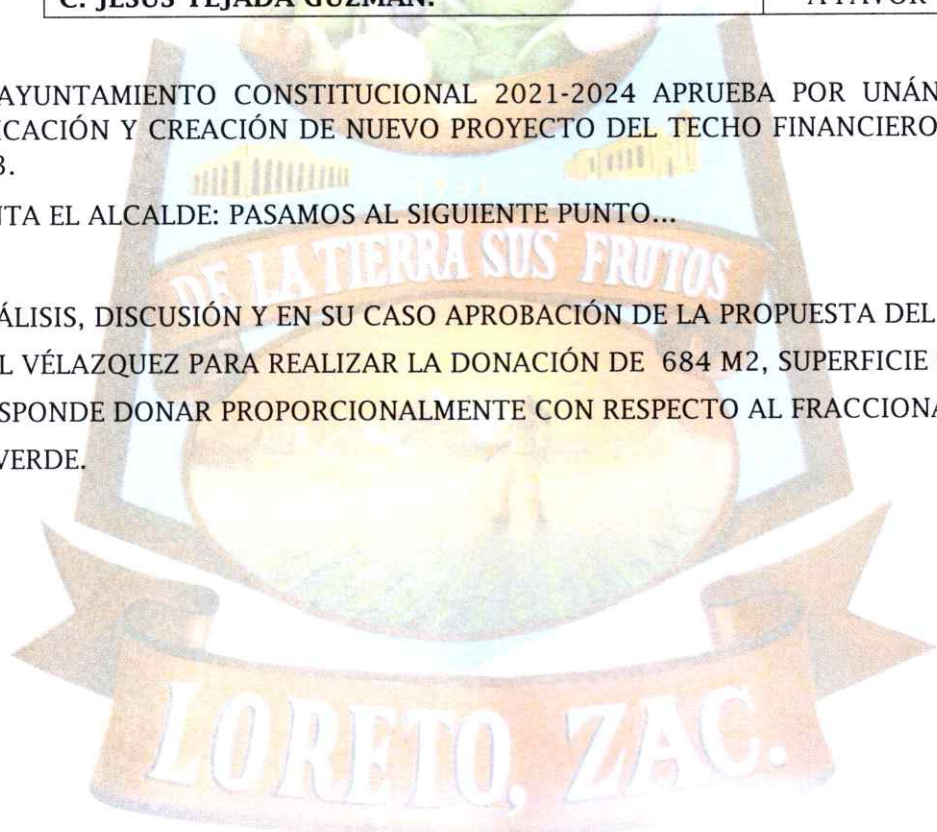 C. JESÚS TEJADA GUZMÁN.
A FAVOR
AYUNTAMIENTO CONSTITUCIONAL 2021-2024 APRUEBA POR UNÁN
ICACIÓN Y CREACIÓN DE NUEVO PROYECTO DEL TECHO FINANCIERO
3.
NTA EL ALCALDE: PASAMOS AL SIGUIENTE PUNTO...
DE LA TIERRA SUS FRUTOS
ÁLISIS, DISCUSIÓN Y EN SU CASO APROBACIÓN DE LA PROPUESTA DEL
L VÉLAZQUEZ PARA REALIZAR LA DONACIÓN DE 684 M2, SUPERFICIE
SPONDE DONAR PROPORCIONALMENTE CON RESPECTO AL FRACCIONA
VERDE.
LORETO, ZAC.